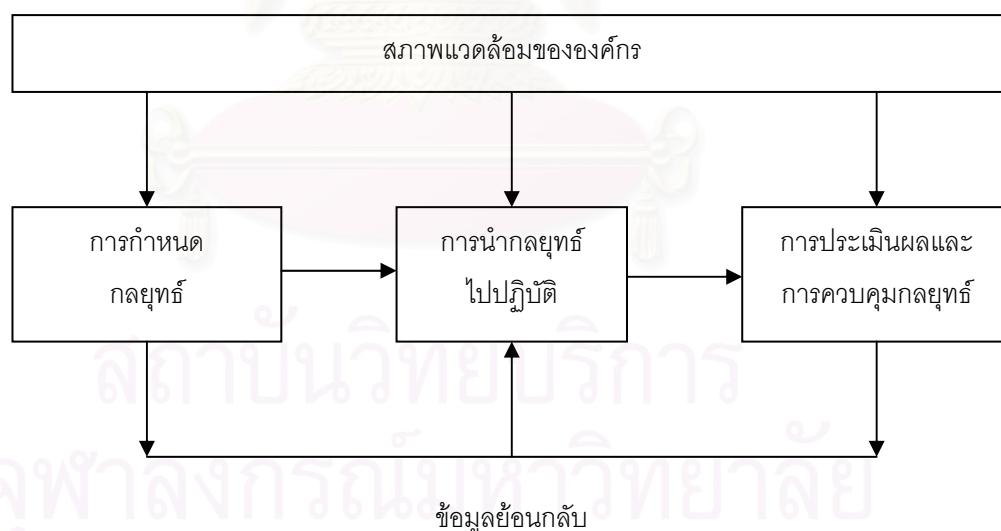 สภาพแวดล้อมขององค์กร
การกำหนด
กลยุทธ์
การนำกลยุทธ์
ไปปฏิบัติ
การประเมินผลและ
การควบคุมกลยุทธ์
สถาบันวิทยบริการ
จุฬาลงกรณ์มหาวิทยาลัย
ข้อมูลย้อนกลับ